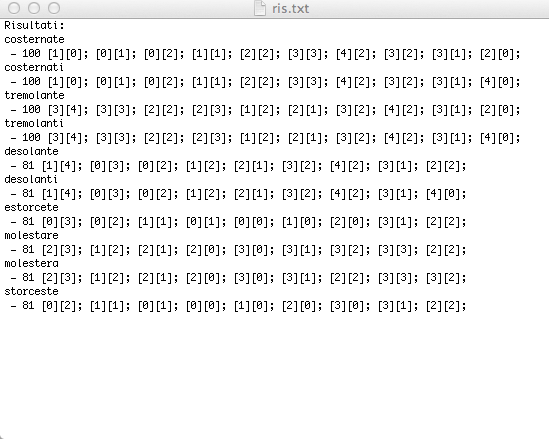 ris.txt
Risultati:
costernate
- 100 [1][0]; [0][1]; [0][2]; [1][1]; [2][2]; [3][3]; [4][2]; [3][2]; [3][1]; [2][0];
costernati
- 100 [1][0]; [0][1]; [0][2]; [1][1]; [2][2]; [3][3]; [4][2]; [3][2]; [3][1]; [2][0];
tremolante
- 100 [3][4]; [3][3]; [2][2]; [2][3]; [1][2]; [2][1]; [3][2]; [4][2]; [3][1]; [2][2];
tremolanti
- 100 [3][4]; [3][3]; [2][2]; [2][3]; [1][2]; [2][1]; [3][2]; [4][2]; [3][1]; [4][0];
desolante
- 81 [1][4]; [0][3]; [0][2]; [1][2]; [2][1]; [3][2]; [4][2]; [3][1]; [2][2];
desolanti
- 81 [1][4]; [0][3]; [0][2]; [1][2]; [2][1]; [3][2]; [4][2]; [3][1]; [4][0];
estorcete
- 81 [0][3]; [0][2]; [1][1]; [0][1]; [0][0]; [1][0]; [2][0]; [3][1]; [2][2];
molestare
- 81 [2][3]; [1][2]; [2][1]; [2][0]; [3][0]; [3][1]; [3][2]; [3][3]; [2][2];
molestera
- 81 [2][3]; [1][2]; [2][1]; [2][0]; [3][0]; [3][1]; [2][2]; [3][3]; [3][2];
storceste
- 81 [0][2]; [1][1]; [0][1]; [0][0]; [1][0]; [2][0]; [3][0]; [3][1]; [2][2];